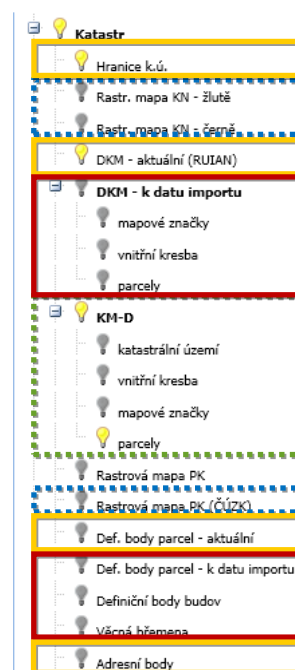 Katastr
Hranice k.ú.
Rastr. mapa KN - žlutě
Rastr. mapa KN - černě
DKM - aktuální (RUIAN)
DKM - k datu importu
mapové značky
vnitřní kresba
parcely
KM-D
katastrální území
vnitřní kresba
mapové značky
parcely
Rastrová mapa PK
Rastrová mapa PK (ČÚZK)
Def. body parcel - aktuální
Def. body parcel - k datu importu
Definiční body budov
Věcná břemena
Adresní body